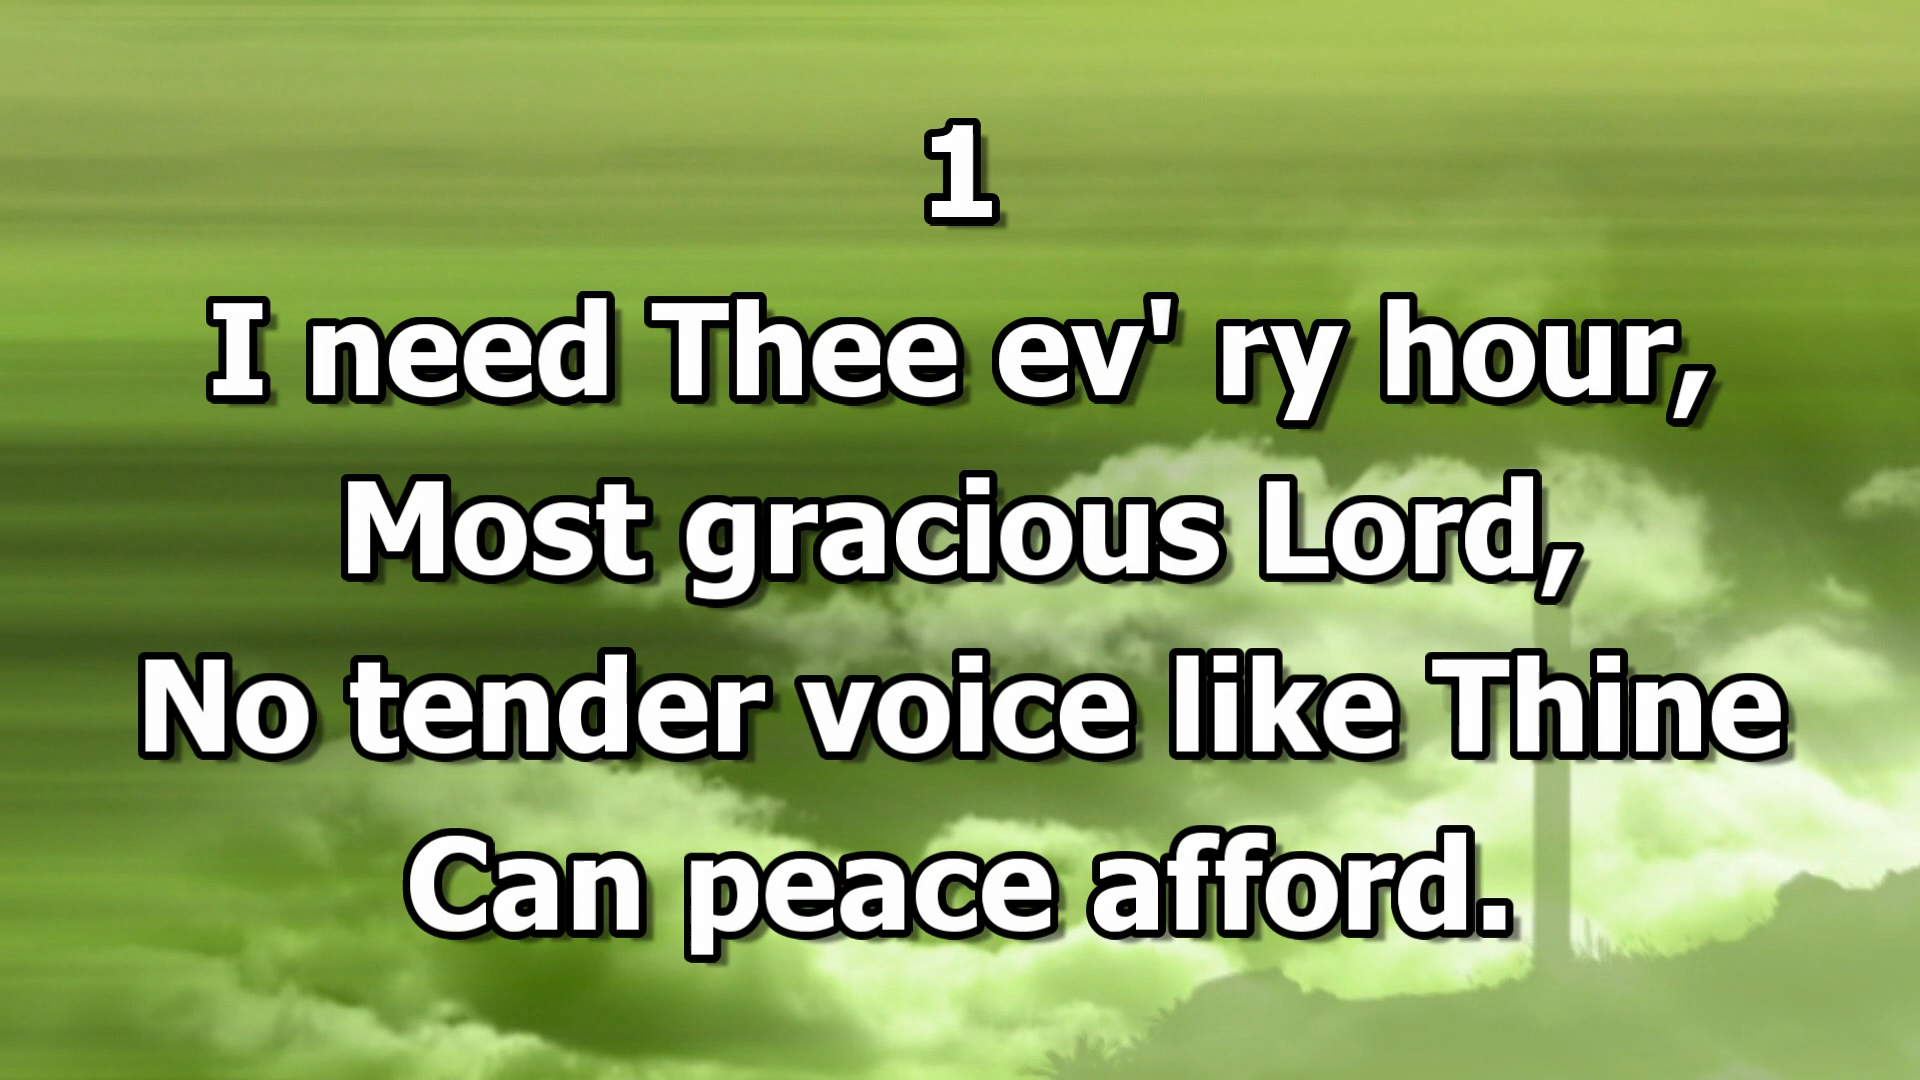 1
I need Thee ev' ry hour,
Most gracious Lord,
No tender voice like Thine
Can peace afford.